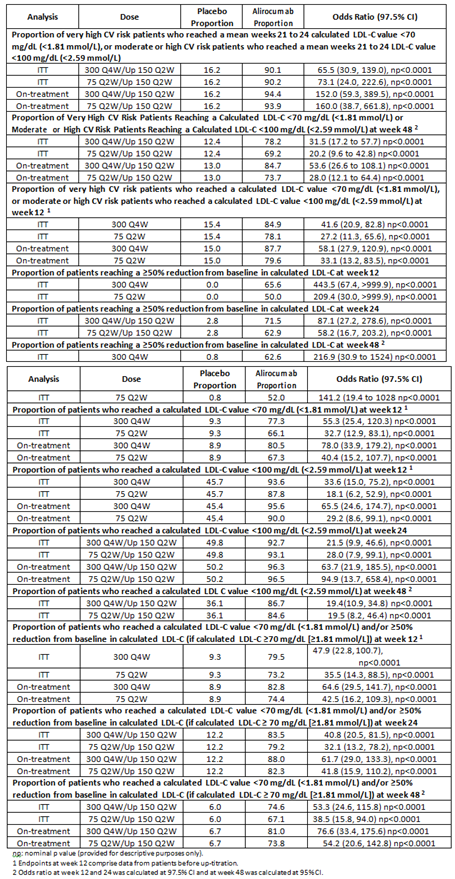 Analysis Dose Placebo Proportion Alirocumab Proportion Odds Ratio (97.5% CI)
Proportion of very high CV risk patients who reached a mean weeks 21 to 24 calculated LDL-C value <70
mg/dL (<1.81 mmol/L), or moderate or high CV risk patients who reached a mean weeks 21 to 24 LDL-C value
<100 mg/dL (<2.59 mmol/L)
ITT 300 Q4W/Up 150 Q2W 16.2 90.1 65.5 (30.9, 139.0), np<0.0001
ITT 75 Q2W/Up 150 Q2W 16.2 90.2 73.1 (24.0, 222.6), np<0.0001
On-treatment 300 Q4W/Up 150 Q2W 16.2 94.4 152.0 (59.3, 389.5), np<0.0001
On-treatment 75 Q2W/Up 150 Q2W 16.2 93.9 160.0 (38.7, 661.8), np<0.0001
Proportion of Very High CV Risk Patients Reaching a Calculated LDL-C <70 mg/dL (<1.81 mmol/L) or
Moderate or High CV Risk Patients Reaching a Calculated LDL-C <100 mg/dL (<2.59 mmol/L) at week 48 2
ITT 300 Q4W/Up 150 Q2W 12.4 78.2 31.5 (17.2 to 57.7) np<0.0001
ITT 75 Q2W/Up 150 Q2W 12.4 69.2 20.2 (9.6 to 42.8) np<0.0001
On-treatment 300 Q4W/Up 150 Q2W 13.0 84.7 53.6 (26.6 to 108.1) np<0.0001
On-treatment 75 Q2W/Up 150 Q2W 13.0 73.7 28.0 (12.1 to 64.4) np<0.0001
Proportion of very high CV risk patients who reached a calculated LDL-C value <70 mg/dL (<1.81 mmol/L),
or moderate or high CV risk patients who reached a calculated LDL-C value <100 mg/dL (<2.59 mmol/L) at
week 12 1
ITT 300 Q4W 15.4 84.9 41.6 (20.9, 82.8) np<0.0001
ITT 75 Q2W 15.4 78.1 27.2 (11.3, 65.6), np<0.0001
On-treatment 300 Q4W 15.0 87.7 58.1 (27.9, 120.9), np<0.0001
On-treatment 75 Q2W 15.0 79.6 33.1 (13.2, 83.5), np<0.0001
Proportion of patients reaching a ≥50% reduction from baseline in calculated LDL-C at week 12
ITT 300 Q4W 0.0 65.6 443.5 (67.4, >999.9), np<0.0001
ITT 75 Q2W 0.0 50.0 209.4 (30.0, >999.9), np<0.0001
Proportion of patients reaching a ≥50% reduction from baseline in calculated LDL-C at week 24
ITT 300 Q4W/Up 150 Q2W 2.8 71.5 87.1 (27.2, 278.6), np<0.0001
ITT 75 Q2W/Up 150 Q2W 2.8 62.9 58.2 (16.7, 203.2), np<0.0001
Proportion of patients reaching a ≥50% reduction from baseline in calculated LDL-C at week 48 2
ITT 300 Q4W 0.8 62.6 216.9 (30.9 to 1524) np<0.0001
Analysis Dose Placebo Proportion Alirocumab Proportion Odds Ratio (97.5% CI)
ITT 75 Q2W 0.8 52.0 141.2 (19.4 to 1028 np<0.0001
Proportion of patients who reached a calculated LDL-C value <70 mg/dL (<1.81 mmol/L) at week 12 1
ITT 300 Q4W 9.3 77.3 55.3 (25.4, 120.3) np<0.0001
ITT 75 Q2W 9.3 66.1 32.7 (12.9, 83.1), np<0.0001
On-treatment 300 Q4W 8.9 80.5 78.0 (33.9, 179.2), np<0.0001
On-treatment 75 Q2W 8.9 67.3 40.4 (15.2, 107.7), np<0.0001
Proportion of patients who reached a calculated LDL-C value <100 mg/dL (<2.59 mmol/L) at week 12 1
ITT 300 Q4W 45.7 93.6 33.6 (15.0, 75.2), np<0.0001
ITT 75 Q2W 45.7 87.8 18.1 (6.2, 52.9), np<0.0001
On-treatment 300 Q4W 45.4 95.6 65.5 (24.6, 174.7), np<0.0001
On-treatment 75 Q2W 45.4 90.0 29.2 (8.6, 99.1), np<0.0001
Proportion of patients who reached a calculated LDL-C value <100 mg/dL (<2.59 mmol/L) at week 24
ITT 300 Q4W/Up 150 Q2W 49.8 92.7 21.5 (9.9, 46.6), np<0.0001
ITT 75 Q2W/Up 150 Q2W 49.8 93.1 28.0 (7.9, 99.1), np<0.0001
On-treatment 300 Q4W/Up 150 Q2W 50.2 96.3 63.7 (21.9, 185.5), np<0.0001
On-treatment 75 Q2W/Up 150 Q2W 50.2 96.5 94.9 (13.7, 658.4), np<0.0001
Proportion of patients who reached a calculated LDL-C value <100 mg/dL (<2.59 mmol/L) at week 48 2
ITT 300 Q4W/Up 150 Q2W 36.1 86.7 19.4(10.9, 34.8) np<0.0001
ITT 75 Q2W/Up 150 Q2W 36.1 84.6 19.5 (8.2, 46.4) np<0.0001
Proportion of patients who reached a calculated LDL-C value <70 mg/dL (<1.81 mmol/L) and/or ≥50%
reduction from baseline in calculated LDL-C (if calculated LDL-C ≥70 mg/dL [≥1.81 mmol/L]) at week 12 1
ITT 300 Q4W 9.3 79.5 47.9 (22.8, 100.7), np<0.0001
ITT 75 Q2W 9.3 73.2 35.5 (14.3, 88.5), np<0.0001
On-treatment 300 Q4W 8.9 82.8 64.6 (29.5, 141.7), np<0.0001
On-treatment 75 Q2W 8.9 74.4 42.5 (16.2, 109.3), np<0.0001
Proportion of patients who reached a calculated LDL-C value <70 mg/dL (<1.81 mmol/L) and/or ≥50%
reduction from baseline in calculated LDL-C (if calculated LDL-C ≥ 70 mg/dL [≥1.81 mmol/L]) at week 24
ITT 300 Q4W/Up 150 Q2W 12.2 83.5 40.8 (20.5, 81.5), np<0.0001
ITT 75 Q2W/Up 150 Q2W 12.2 79.2 32.1 (13.2, 78.2), np<0.0001
On-treatment 300 Q4W/Up 150 Q2W 12.2 88.0 61.7 (29.0, 133.3), np<0.0001
On-treatment 75 Q2W/Up 150 Q2W 12.2 82.3 41.8 (15.9, 110.2), np<0.0001
Proportion of patients who reached a calculated LDL-C value <70 mg/dL (<1.81 mmol/L) and/or ≥50%
reduction from baseline in calculated LDL-C (if calculated LDL-C ≥ 70 mg/dL [≥1.81 mmol/L]) at week 48 2
ITT 300 Q4W/Up 150 Q2W 6.0 74.6 53.3 (24.6, 115.8) np<0.0001
ITT 75 Q2W/Up 150 Q2W 6.0 67.1 38.5 (15.8, 94.0) np<0.0001
On-treatment 300 Q4W/Up 150 Q2W 6.7 81.0 76.6 (33.4, 175.6) np<0.0001
On-treatment 75 Q2W/Up 150 Q2W 6.7 73.8 54.2 (20.6, 142.8) np<0.0001
np: nominal p value (provided for descriptive purposes only).
1 Endpoints at week 12 comprise data from patients before up-titration.
2 Odds ratio at week 12 and 24 was calculated at 97.5% CI and at week 48 was calculated at 95% CI.